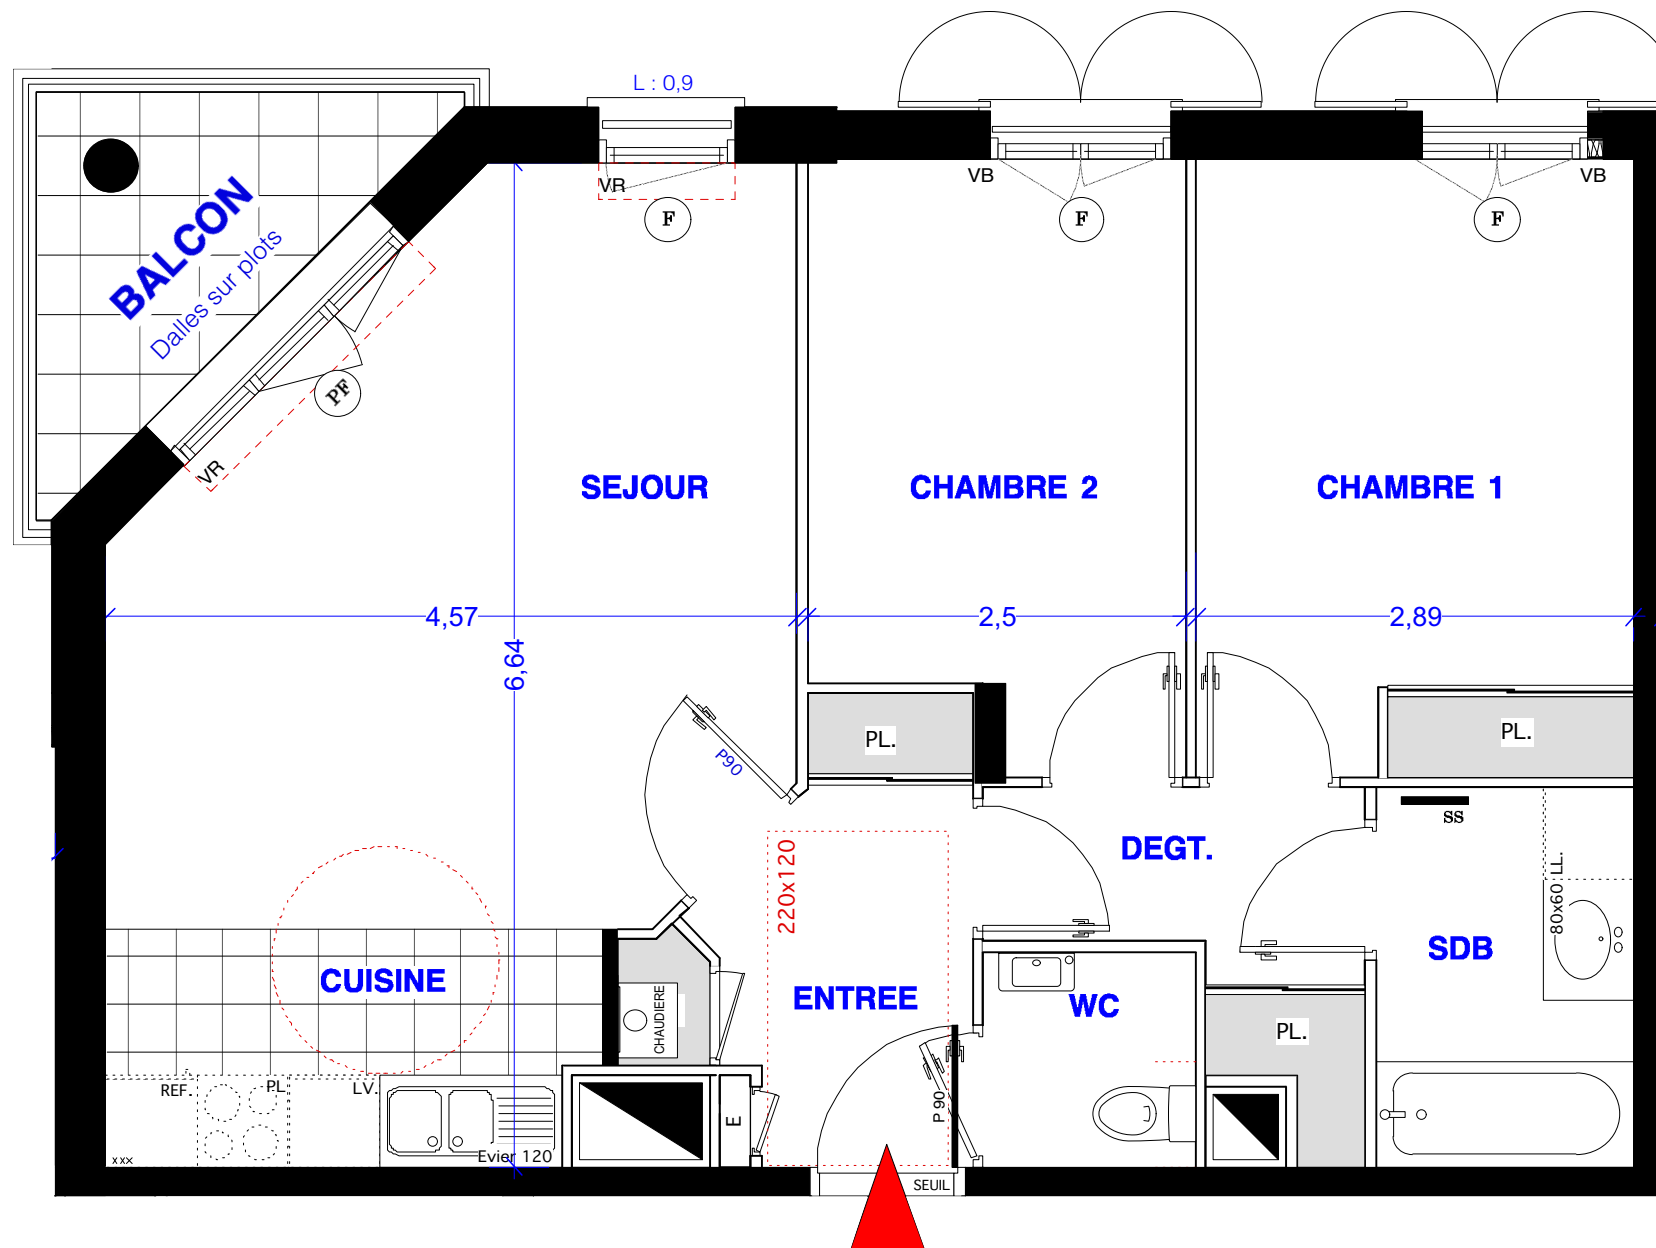 L : 0,9
VR
VB
VB
F
F
F
BALCON
Dalles sur plots
PF
VR
SEJOUR
CHAMBRE 2
CHAMBRE 1
4,57
2,5
2,89
6,64
PL.
PL.
P90
220x120
DEGT.
SS
80x60 LL.
SDB
CUISINE
CHAUDIERE
ENTREE
WC
PL.
REF.
PL
LV.
E
P 90
Evier 120
xxx
SEUIL